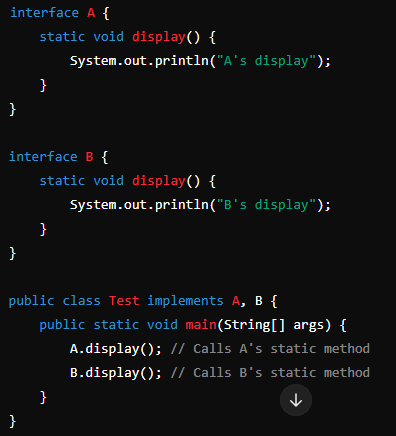 interface A {
    static void display() {
        System.out.println("A's display");
    }
}

interface B {
    static void display() {
        System.out.println("B's display");
    }
}

public class Test implements A, B {
    public static void main(String[] args) {
        A.display(); // Calls A's static method
        B.display(); // Calls B's static method
    }
}